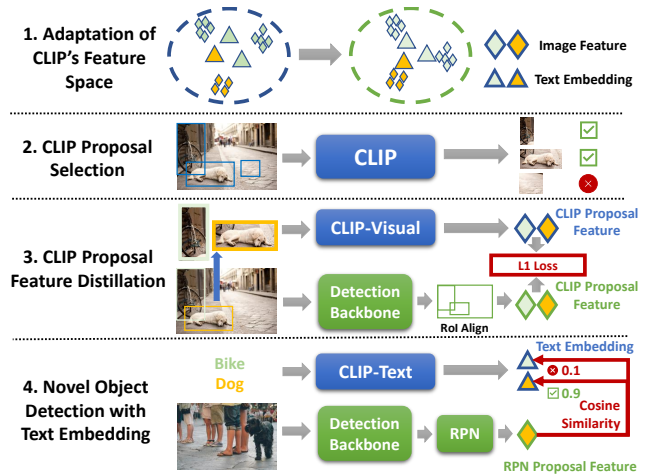 1. Adaptation of
CLIP's Feature
Space
Image Feature
Text Embedding
2. CLIP Proposal
Selection
CLIP
3. CLIP Proposal
Feature Distillation
CLIP-Visual
CLIP Proposal
Feature
L1 Loss
Detection
Backbone
RoI Align
CLIP Proposal
Feature
4. Novel Object
Detection with
Text Embedding
Bike
Dog
CLIP-Text
Text Embedding
0.1
0.9
Cosine
Similarity
Detection
Backbone
RPN
RPN Proposal Feature